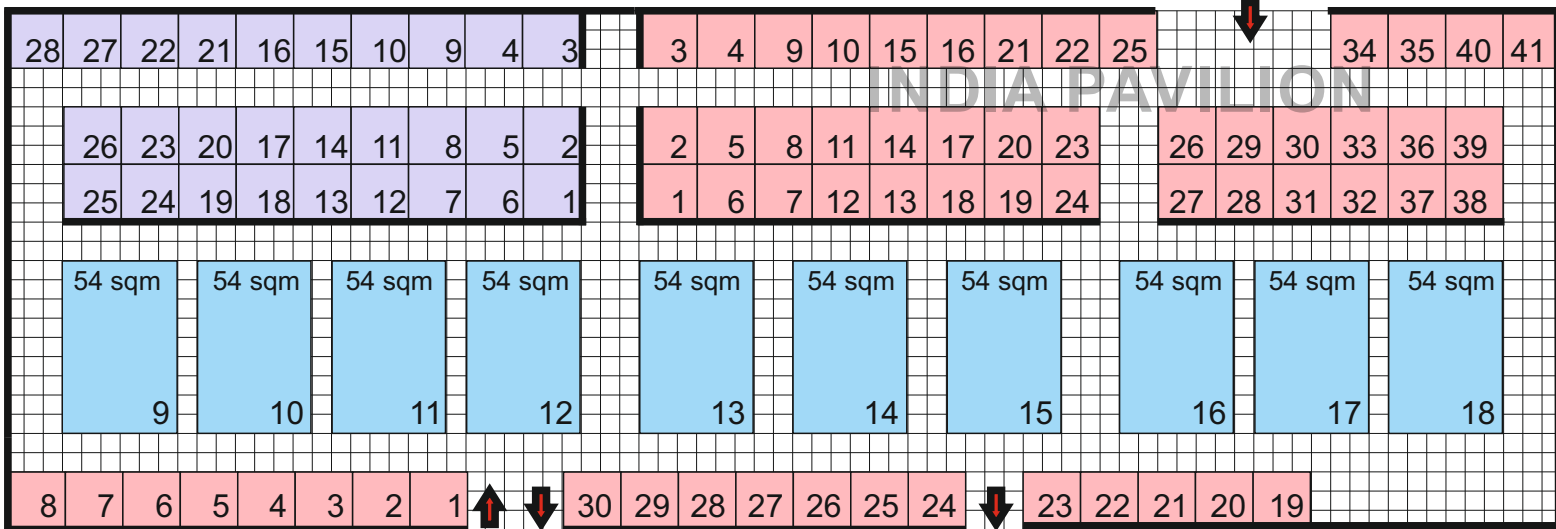 28 27 22 21 16 15 10 9 4 3 3 4 9 10 15 16 21 22 25 34 35 40 41
INDIA PAVILION
26 23 20 17 14 11 8 5 2 2 5 8 11 14 17 20 23 26 29 30 33 36 39
25 24 19 18 13 12 7 6 1 1 6 7 12 13 18 19 24 27 28 31 32 37 38
54 sqm 54 sqm 54 sqm 54 sqm 54 sqm 54 sqm 54 sqm 54 sqm 54 sqm 54 sqm
9 10 11 12 13 14 15 16 17 18
8 7 6 5 4 3 2 1 30 29 28 27 26 25 24 23 22 21 20 19